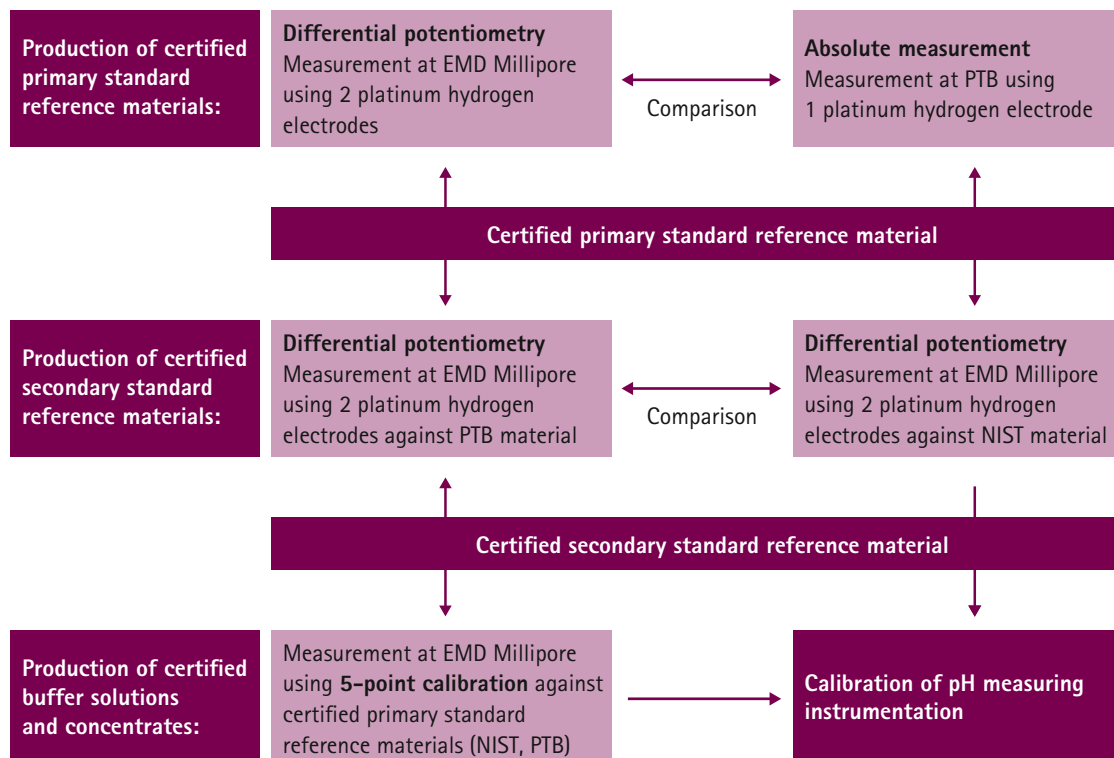 Production of certified
primary standard
reference materials:
Differential potentiometry
Measurement at EMD Millipore
using 2 platinum hydrogen
electrodes
Comparison
Absolute measurement
Measurement at PTB using
1 platinum hydrogen electrode
Certified primary standard reference material
Production of certified
secondary standard
reference materials:
Differential potentiometry
Measurement at EMD Millipore
using 2 platinum hydrogen
electrodes against PTB material
Comparison
Differential potentiometry
Measurement at EMD Millipore
using 2 platinum hydrogen
electrodes against NIST material
Certified secondary standard reference material
Production of certified
buffer solutions
and concentrates:
Measurement at EMD Millipore
using 5-point calibration against
certified primary standard
reference materials (NIST, PTB)
Calibration of pH measuring
instrumentation